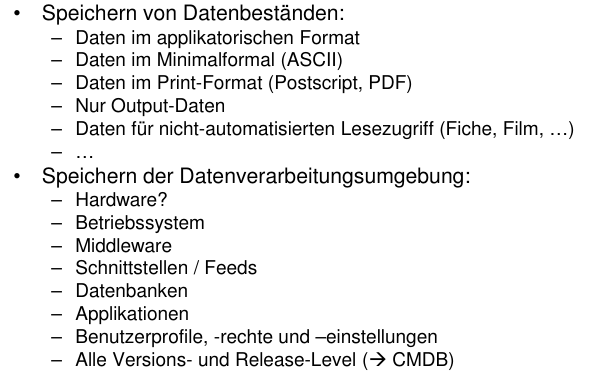 • Speichern von Datenbeständen:
– Daten im applikatorischen Format
– Daten im Minimalformal (ASCII)
– Daten im Print-Format (Postscript, PDF)
– Nur Output-Daten
– Daten für nicht-automatisierten Lesezugriff (Fiche, Film, …)
– …
• Speichern der Datenverarbeitungsumgebung:
– Hardware?
– Betriebssystem
– Middleware
– Schnittstellen / Feeds
– Datenbanken
– Applikationen
– Benutzerprofile, -rechte und –einstellungen
– Alle Versions- und Release-Level (→ CMDB)